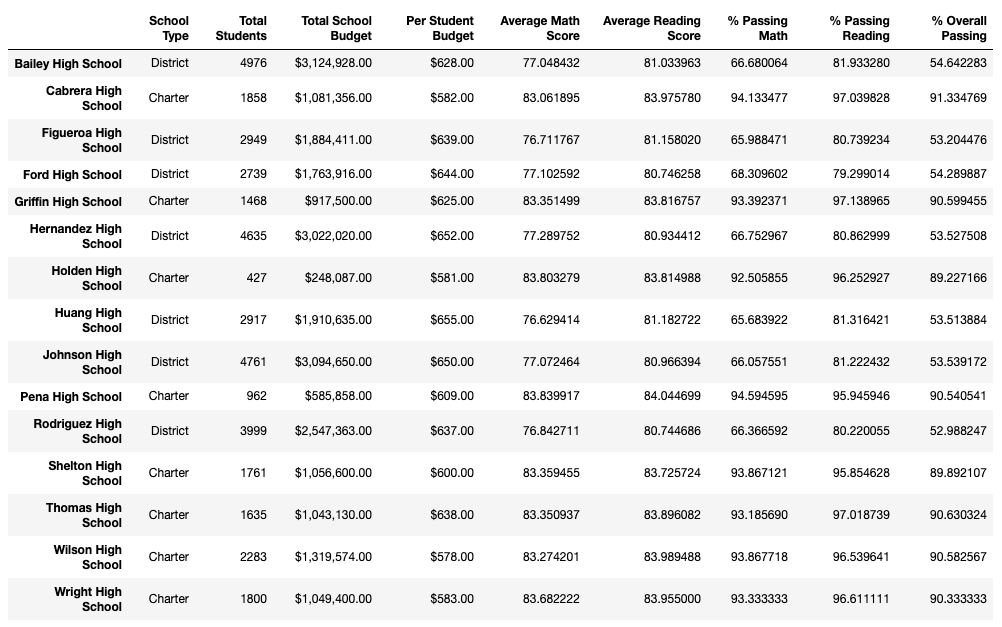 School Type Total Students Total School Budget Per Student Budget Average Math Score Average Reading Score % Passing Math % Passing Reading % Overall Passing
Bailey High School District 4976 $3,124,928.00 $628.00 77.048432 81.033963 66.680064 81.933280 54.642283
Cabrera High School Charter 1858 $1,081,356.00 $582.00 83.061895 83.975780 94.133477 97.039828 91.334769
Figueroa High School District 2949 $1,884,411.00 $639.00 76.711767 81.158020 65.988471 80.739234 53.204476
Ford High School District 2739 $1,763,916.00 $644.00 77.102592 80.746258 68.309602 79.299014 54.289887
Griffin High School Charter 1468 $917,500.00 $625.00 83.351499 83.816757 93.392371 97.138965 90.599455
Hernandez High School District 4635 $3,022,020.00 $652.00 77.289752 80.934412 66.752967 80.862999 53.527508
Holden High School Charter 427 $248,087.00 $581.00 83.803279 83.814988 92.505855 96.252927 89.227166
Huang High School District 2917 $1,910,635.00 $655.00 76.629414 81.182722 65.683922 81.316421 53.513884
Johnson High School District 4761 $3,094,650.00 $650.00 77.072464 80.966394 66.057551 81.222432 53.539172
Pena High School Charter 962 $585,858.00 $609.00 83.839917 84.044699 94.594595 95.945946 90.540541
Rodriguez High School District 3999 $2,547,363.00 $637.00 76.842711 80.744686 66.366592 80.220055 52.988247
Shelton High School Charter 1761 $1,056,600.00 $600.00 83.359455 83.725724 93.867121 95.854628 89.892107
Thomas High School Charter 1635 $1,043,130.00 $638.00 83.350937 83.896082 93.185690 97.018739 90.630324
Wilson High School Charter 2283 $1,319,574.00 $578.00 83.274201 83.989488 93.867718 96.539641 90.582567
Wright High School Charter 1800 $1,049,400.00 $583.00 83.682222 83.955000 93.333333 96.611111 90.333333